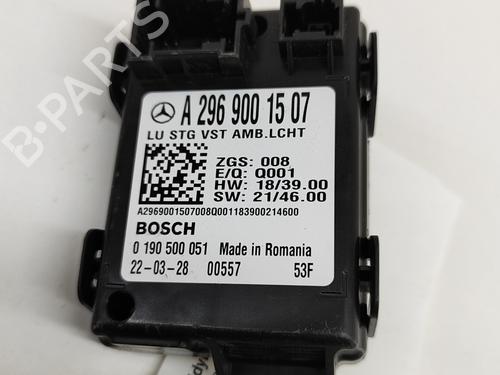 A 296 900 15 07
LU STG VST AMB.LCHT
ZGS: 008
E/Q: Q001
HW: 18/39.00
SW: 21/46.00
A2969001507008Q001183900214600
BOSCH
0 190 500 051 Made in Romania
22-03-28 00557 53F
B-PARTS